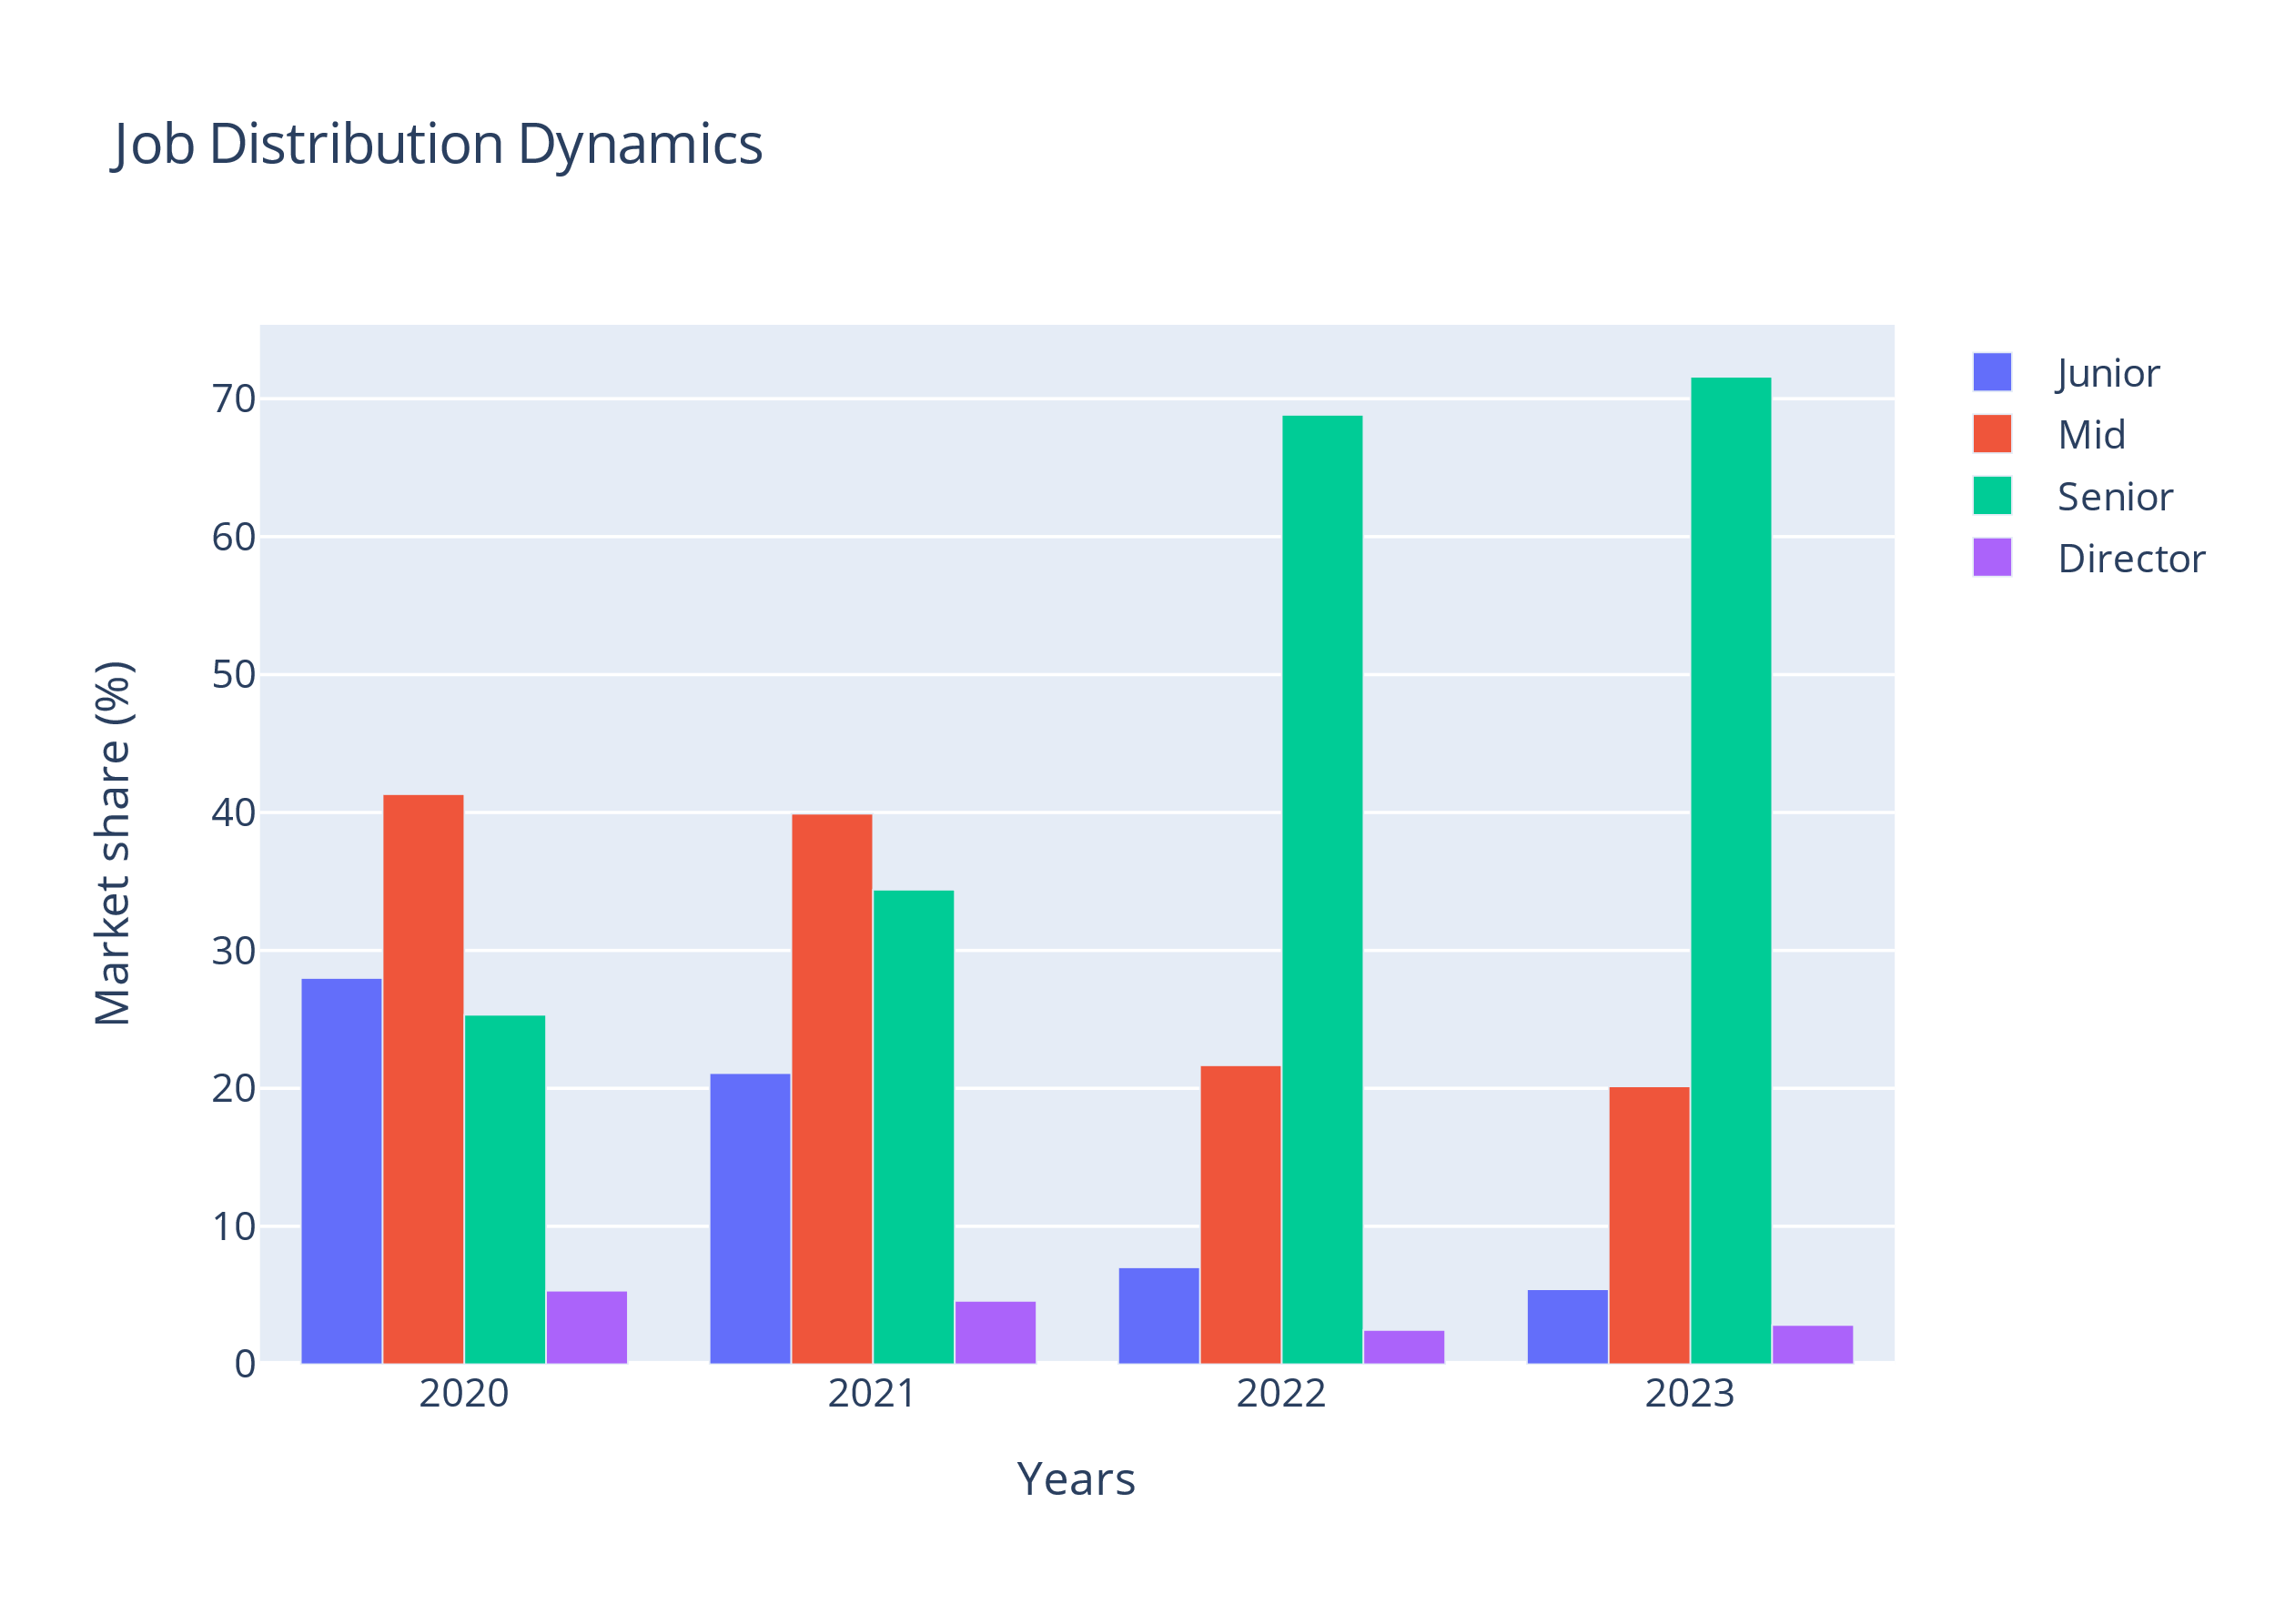 Job Distribution Dynamics
Market share (%)
70
60
50
40
30
20
10
0
2020
2021
2022
2023
Years
Junior
Mid
Senior
Director